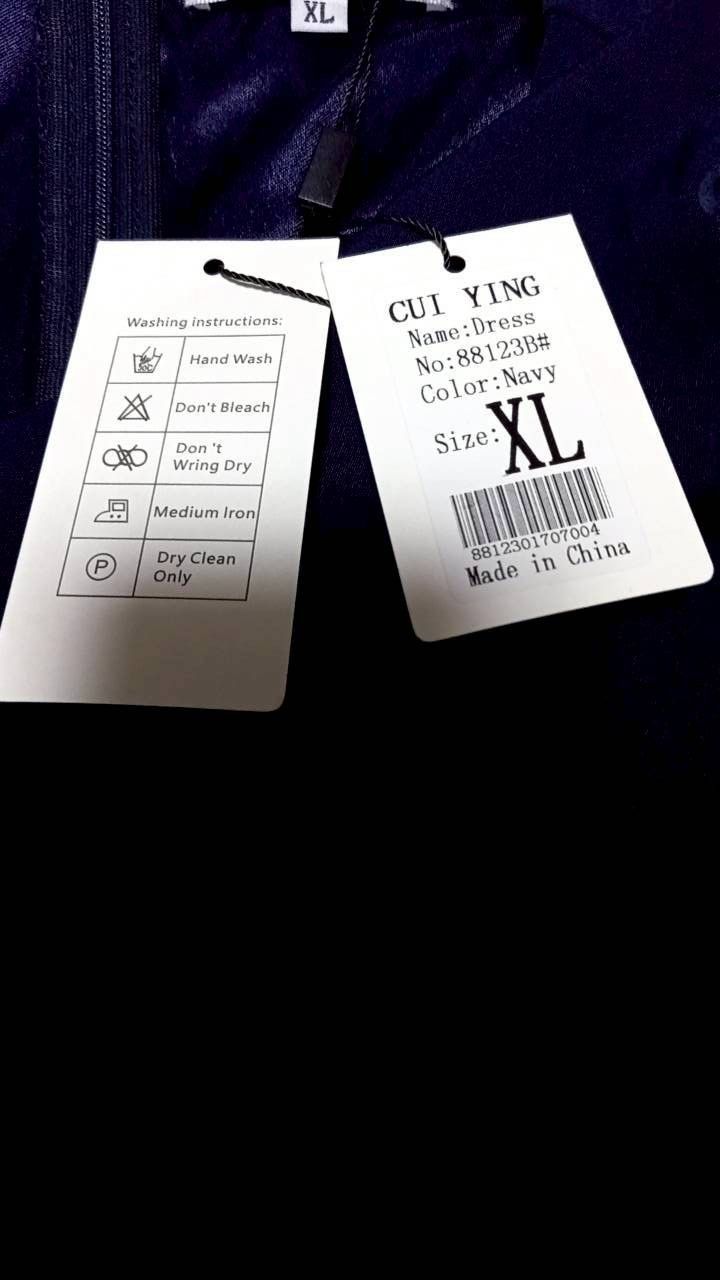 XL
Washing instructions:
30C
Hand Wash
Don't Bleach
Don 't
Wring Dry
Medium Iron
P
Dry Clean
Only
CUI YING
Name:Dress
No:88123B#
Color:Navy
Size:XL
8812301707004
Made in China